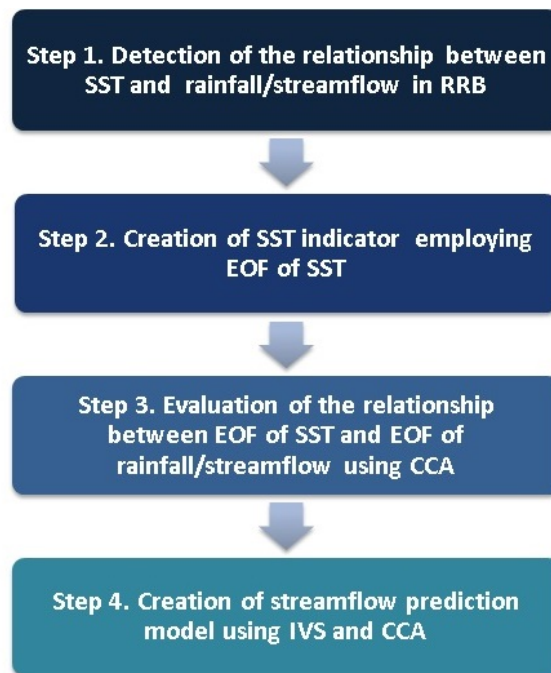 Step 1. Detection of the relationship between
SST and rainfall/streamflow in RRB
Step 2. Creation of SST indicator employing
EOF of SST
Step 3. Evaluation of the relationship
between EOF of SST and EOF of
rainfall/streamflow using CCA
Step 4. Creation of streamflow prediction
model using IVS and CCA